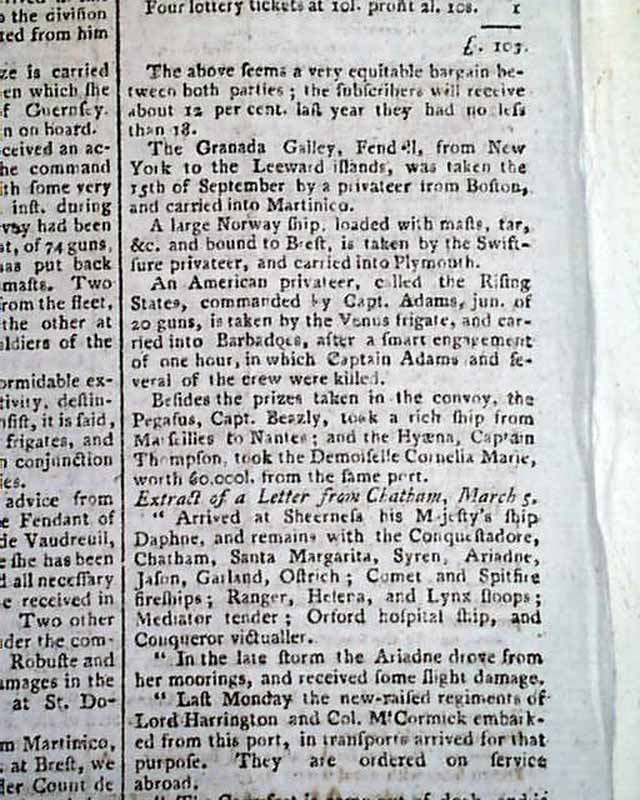 o the division
ted from him
ze is carried
en which ſhe
f Guernſey.
n on board.
ceived an ac-
he command
ith ſome very
inſt. during
had been
at, of 74 guns,
has put back
maſts. Two
from the fleet,
the other at
oldiers of the
ormidable ex-
tivity, deſtin-
nſiſt, it is ſaid,
frigates, and
n conjunction
ies.
advice from
e Fendant of
de Vaudreuil,
e ſhe has been
d all neceſſary
e received in
Two other
der the com-
Robuſte and
amages in the
at St. Do-
m Martinico,
at Breſt, we
der Count de
Four lottery tickets at 10l. profit 2l. 10s. 1
£. 103.
The above ſeems a very equitable bargain be-
tween both parties; the ſubſcribers will receive
about 12 per cent. laſt year they had no leſs
than 18.
The Granada Galley, Fendall, from New
York to the Leeward iſlands, was taken the
15th of September by a privateer from Boſton,
and carried into Martinico.
A large Norway ſhip, loaded with maſts, tar,
&c. and bound to Breſt, is taken by the Swift-
ſure privateer, and carried into Plymouth.
An American privateer, called the Riſing
States, commanded by Capt. Adams, jun. of
20 guns, is taken by the Venus frigate, and car-
ried into Barbadoes, after a ſmart engagement
of one hour, in which Captain Adams and ſe-
veral of the crew were killed.
Beſides the prizes taken in the convoy, the
Pegaſus, Capt. Beazly, took a rich ſhip from
Marſeilles to Nantes; and the Hyæna, Captain
Thompſon, took the Demoiſelle Cornelia Marie,
worth 60,000l. from the ſame port.
Extract of a Letter from Chatham, March 5.
“ Arrived at Sheerneſs his Majeſty's ſhip
Daphne, and remains with the Conqueſtadore,
Chatham, Santa Margarita, Syren, Ariadne,
Jaſon, Garland, Oſtrich; Comet and Spitfire
fireſhips; Ranger, Helena, and Lynx ſloops;
Mediator tender; Orford hoſpital ſhip, and
Conqueror victualler.
“ In the late ſtorm the Ariadne drove from
her moorings, and received ſome ſlight damage.
“ Laſt Monday the new-raiſed regiments of
Lord Harrington and Col. M'Cormick embark-
ed from this port, in tranſports arrived for that
purpoſe. They are ordered on ſervice
abroad.